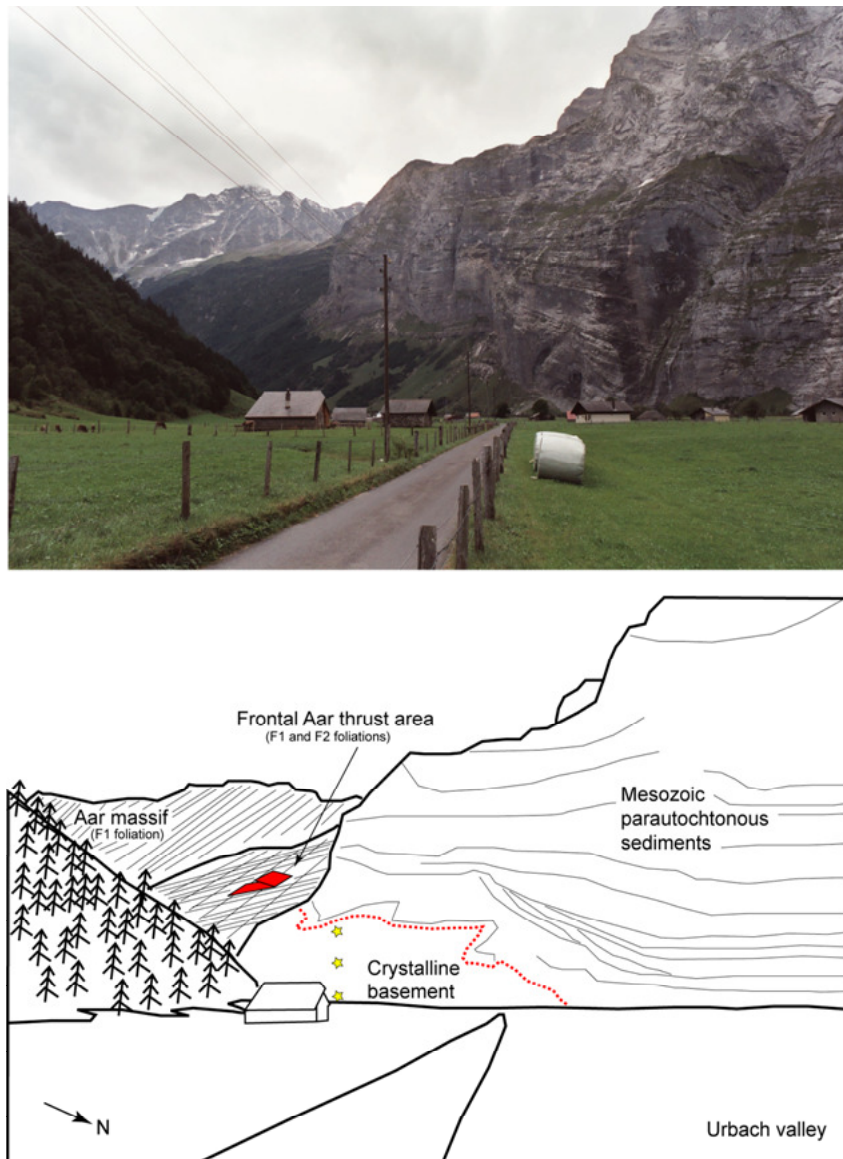 Frontal Aar thrust area
(F1 and F2 foliations)
Aar massif
(F1 foliation)
Mesozoic
parautochtonous
sediments
Crystalline
basement
N
Urbach valley